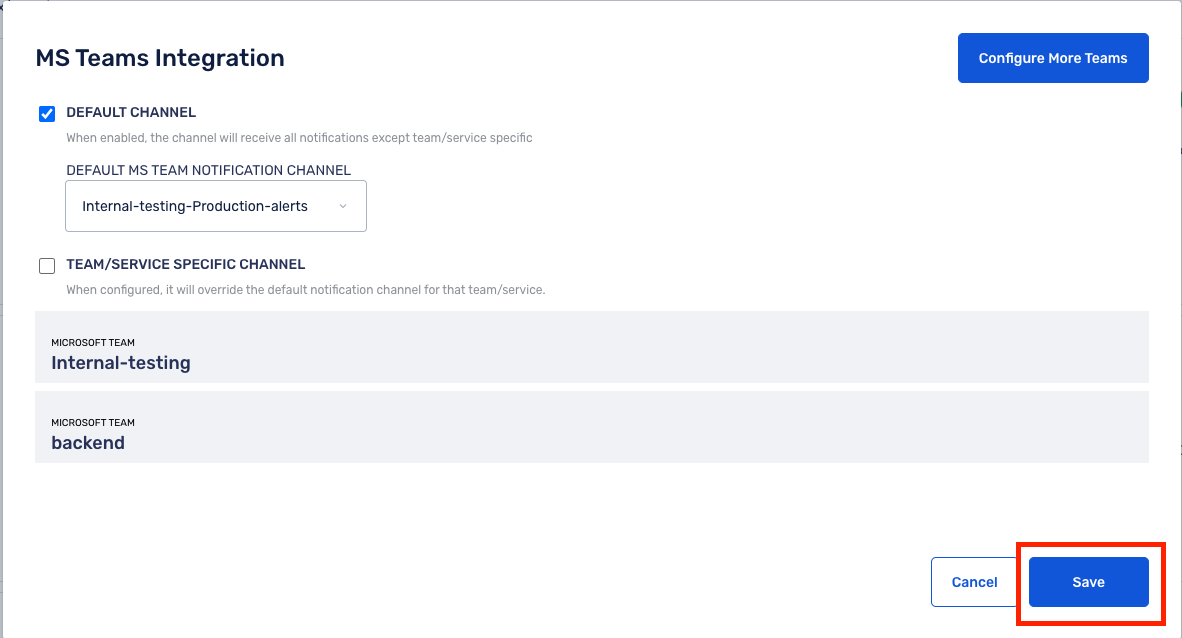 MS Teams Integration
Configure More Teams
DEFAULT CHANNEL
When enabled, the channel will receive all notifications except team/service specific
DEFAULT MS TEAM NOTIFICATION CHANNEL
Internal-testing-Production-alerts
TEAM/SERVICE SPECIFIC CHANNEL
When configured, it will override the default notification channel for that team/service.
MICROSOFT TEAM
Internal-testing
MICROSOFT TEAM
backend
Cancel
Save